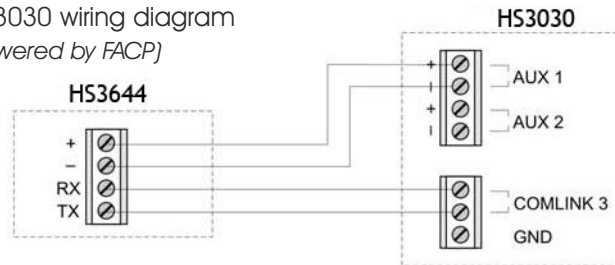 3030 wiring diagram
wered by FACP)
HS3030
HS3644
+
–
RX
TX
+
–
AUX 1
+
–
AUX 2
COMLINK 3
GND